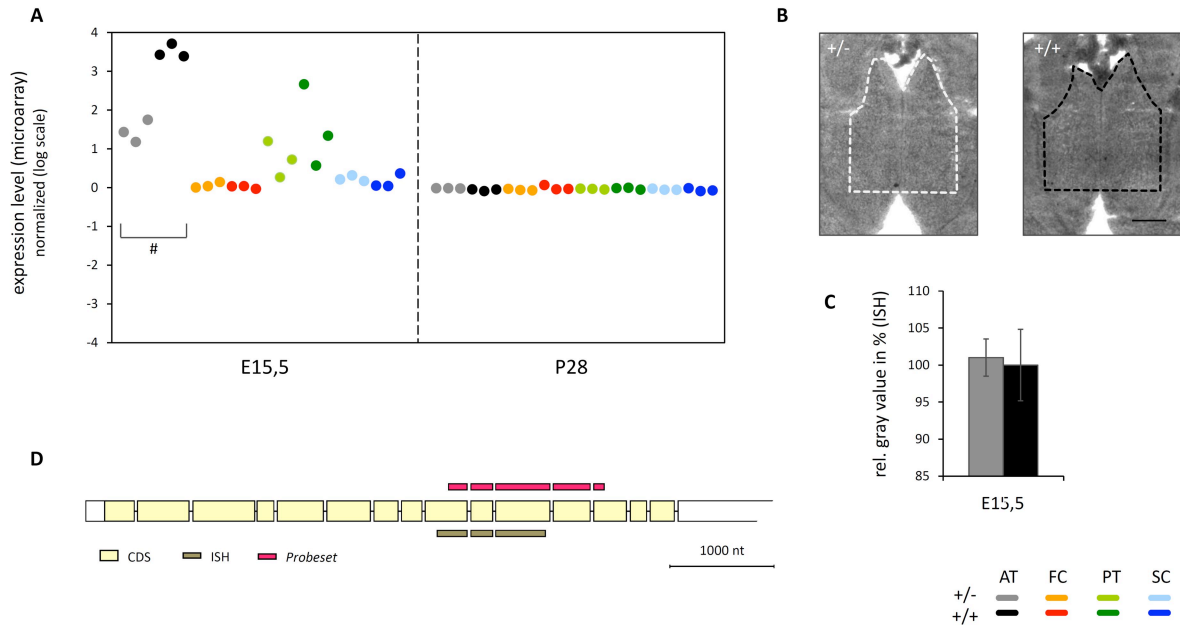 A
expression level (microarray)
normalized (log scale)
4
3
2
1
0
-1
-2
-3
-4
#
E15,5
P28
B
+/-
+/+
C
rel. gray value in % (ISH)
110
105
100
95
90
85
E15,5
D
CDS
ISH
Probeset
1000 nt
AT FC PT SC
+/-
+/+